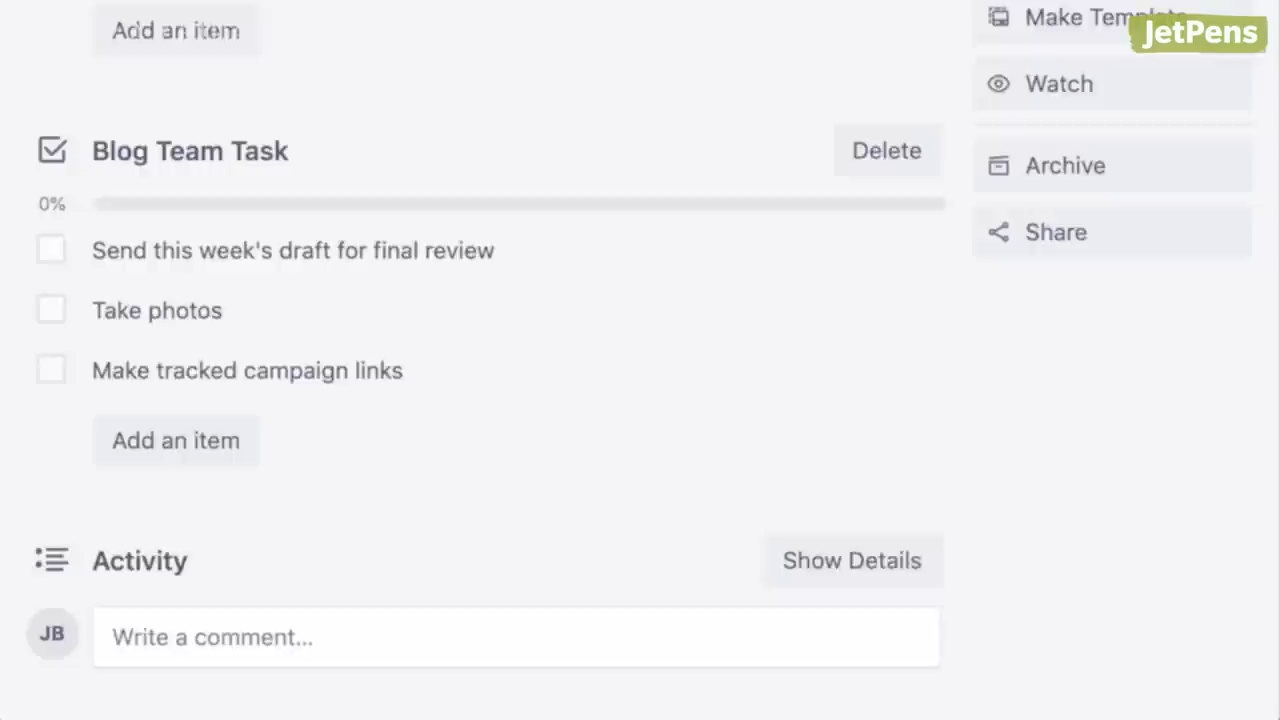 Add an item
Make Template
JetPens
Watch
Blog Team Task
Delete
Archive
0%
Share
Send this week's draft for final review
Take photos
Make tracked campaign links
Add an item
Activity
Show Details
JB
Write a comment...